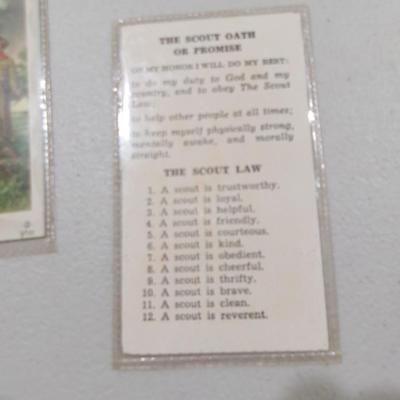 THE SCOUT OATH
OR PROMISE
ON MY HONOR I WILL DO MY BEST:
to do my duty to God and my
country, and to obey The Scout
Law;
to help other people at all times;
to keep myself physically strong,
mentally awake, and morally
straight.
THE SCOUT LAW
1. A scout is trustworthy.
2. A scout is loyal.
3. A scout is helpful.
4. A scout is friendly.
5. A scout is courteous.
6. A scout is kind.
7. A scout is obedient.
8. A scout is cheerful.
9. A scout is thrifty.
10. A scout is brave.
11. A scout is clean.
12. A scout is reverent.